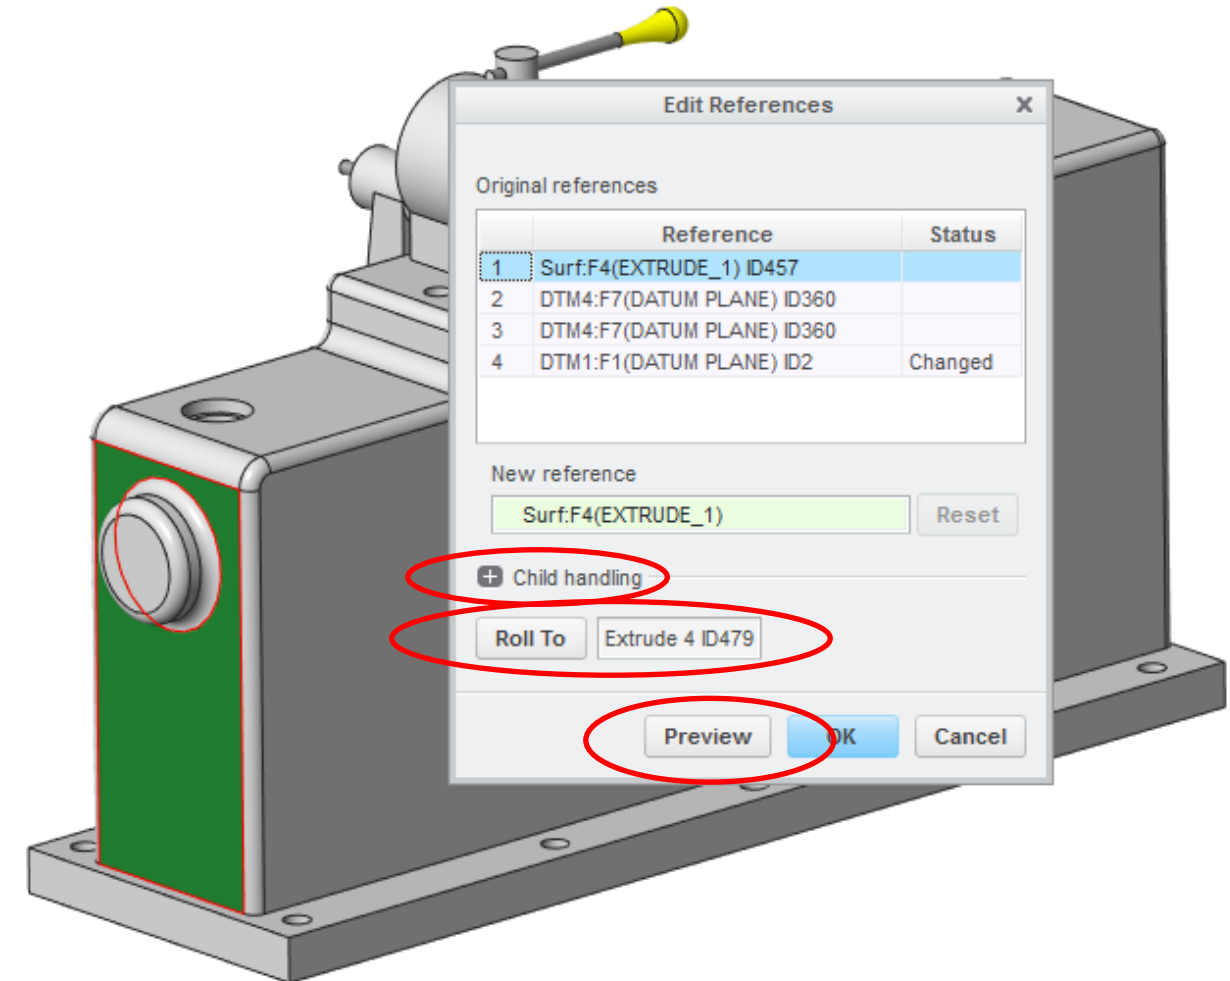 Edit References
Original references
Reference Status
1 Surf:F4(EXTRUDE_1) ID457
2 DTM4:F7(DATUM PLANE) ID360
3 DTM4:F7(DATUM PLANE) ID360
4 DTM1:F1(DATUM PLANE) ID2 Changed
New reference
Surf:F4(EXTRUDE_1) Reset
Child handling
Roll To Extrude 4 ID479
Preview OK Cancel